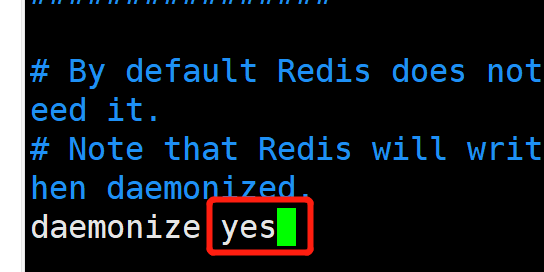 # By default Redis does not
eed it.
# Note that Redis will writ
hen daemonized.
daemonize yes